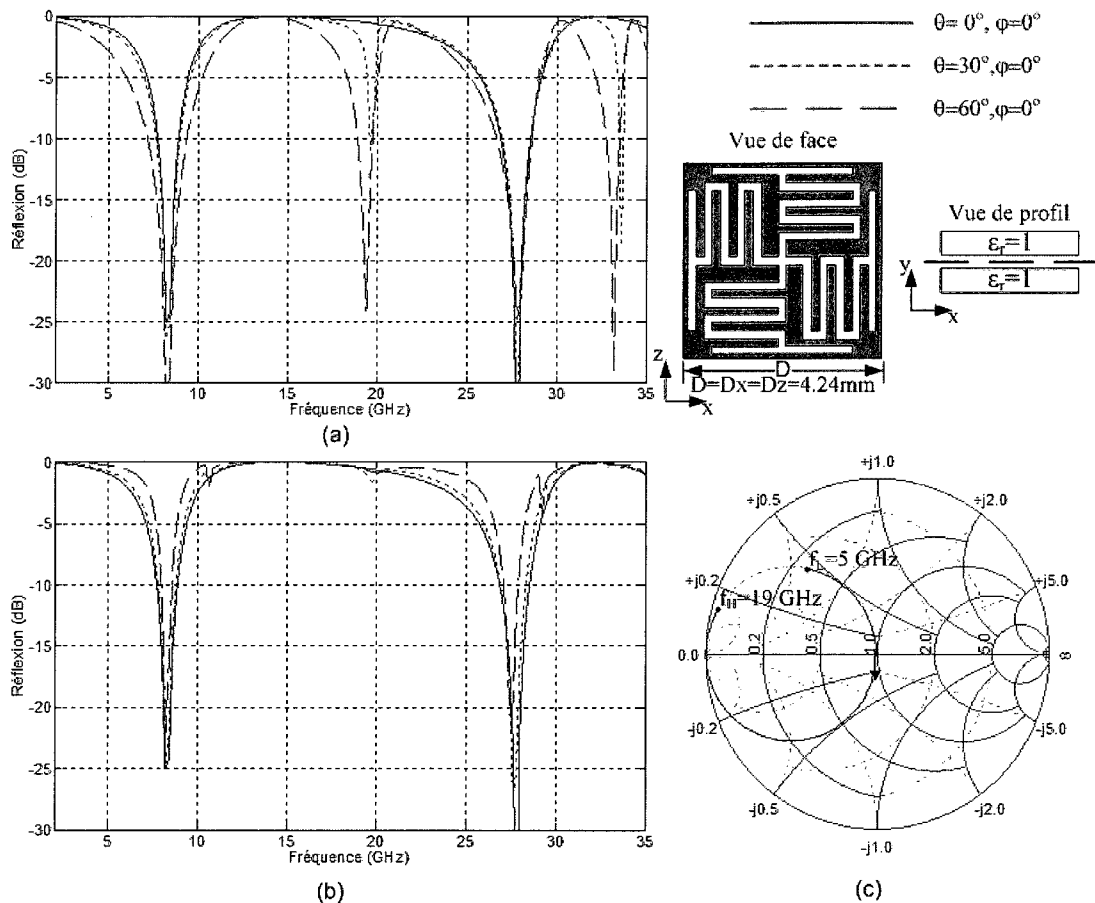 0
-5
-10
-15
-20
-25
-30
Réflexion (dB)
5
10
15
20
25
30
35
Fréquence (GHz)
(a)
θ= 0°, φ=0°
θ=30°,φ=0°
θ=60°,φ=0°
Vue de face
Vue de profil
εr=1
εr=1
y
x
z
x
D
D=Dx=Dz=4.24mm
0
-5
-10
-15
-20
-25
-30
Réflexion (dB)
5
10
15
20
25
30
35
Fréquence (GHz)
(b)
+j1.0
+j0.5
+j2.0
fL=5 GHz
+j0.2
+j5.0
fH=19 GHz
0.0
0.2
0.5
1.0
2.0
5.0
∞
-j0.2
-j5.0
-j0.5
-j2.0
-j1.0
(c)